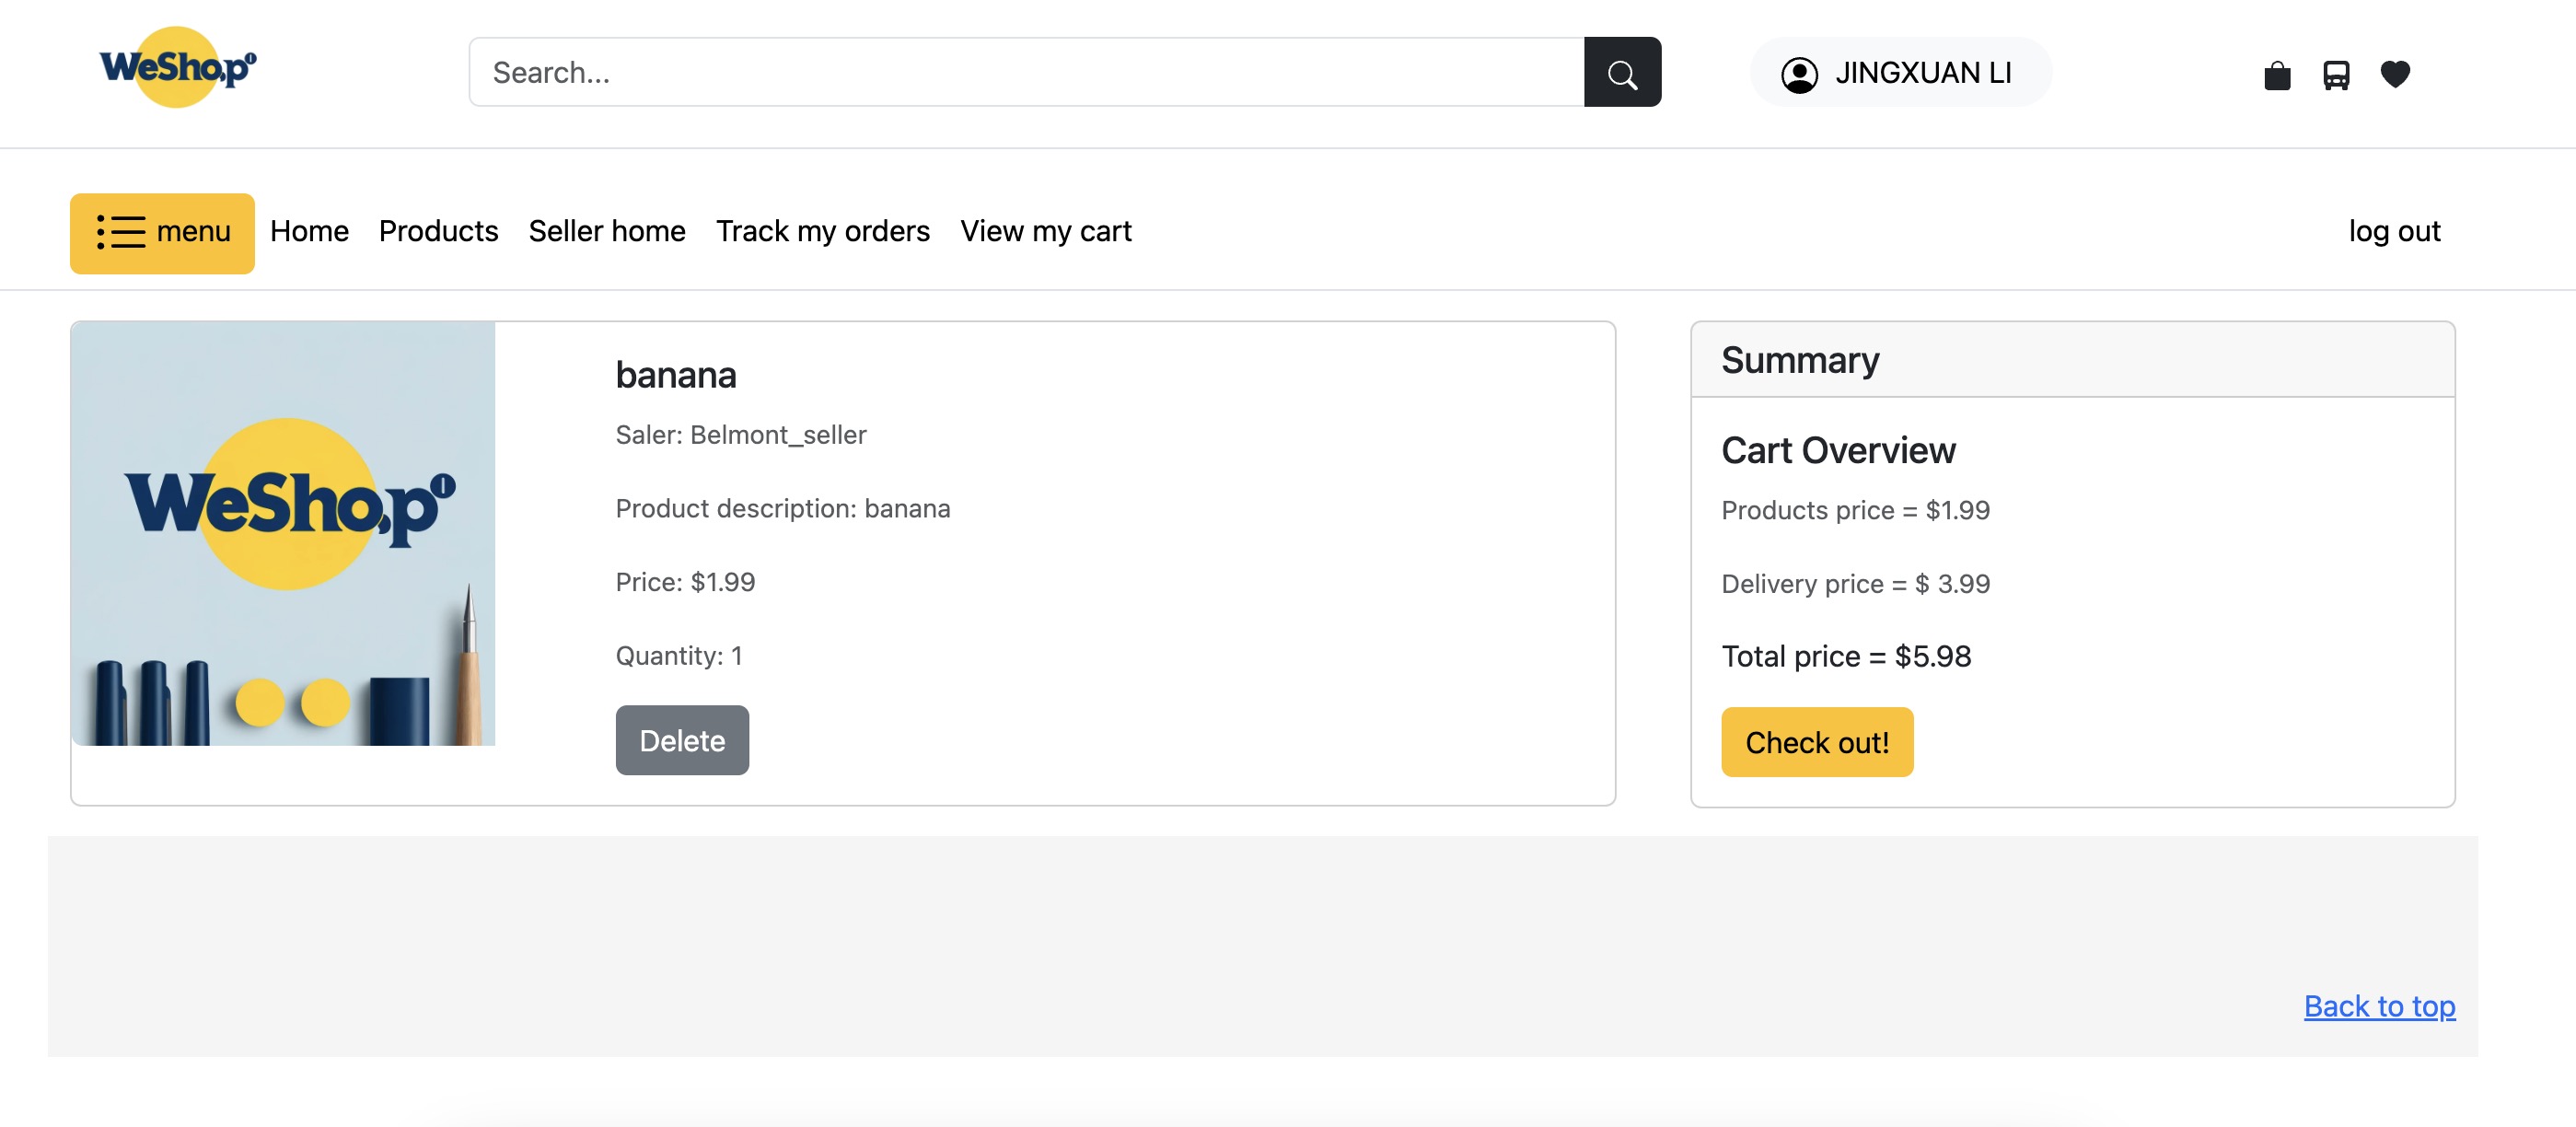 WeShop
Search...
JINGXUAN LI
menu
Home
Products
Seller home
Track my orders
View my cart
log out
WeShop
banana
Saler: Belmont_seller
Product description: banana
Price: $1.99
Quantity: 1
Delete
Summary
Cart Overview
Products price = $1.99
Delivery price = $ 3.99
Total price = $5.98
Check out!
Back to top